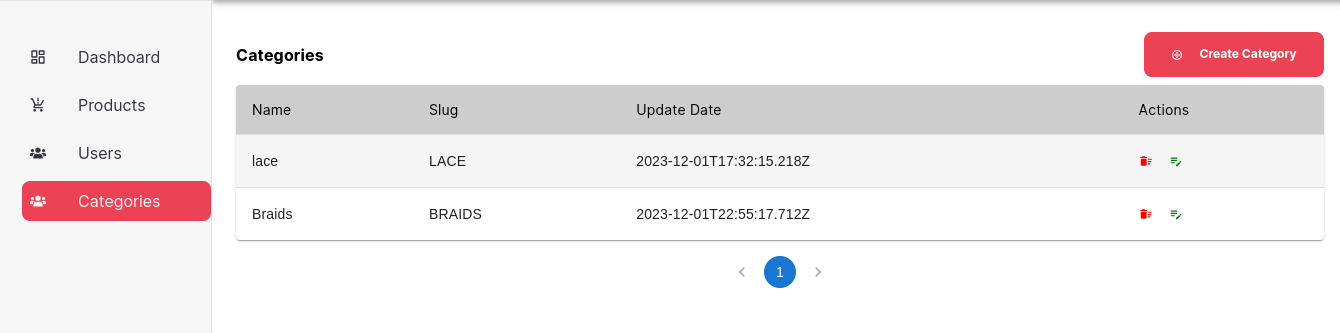 Dashboard
Products
Users
Categories
Categories
Create Category
Name Slug Update Date Actions
lace LACE 2023-12-01T17:32:15.218Z
Braids BRAIDS 2023-12-01T22:55:17.712Z
1